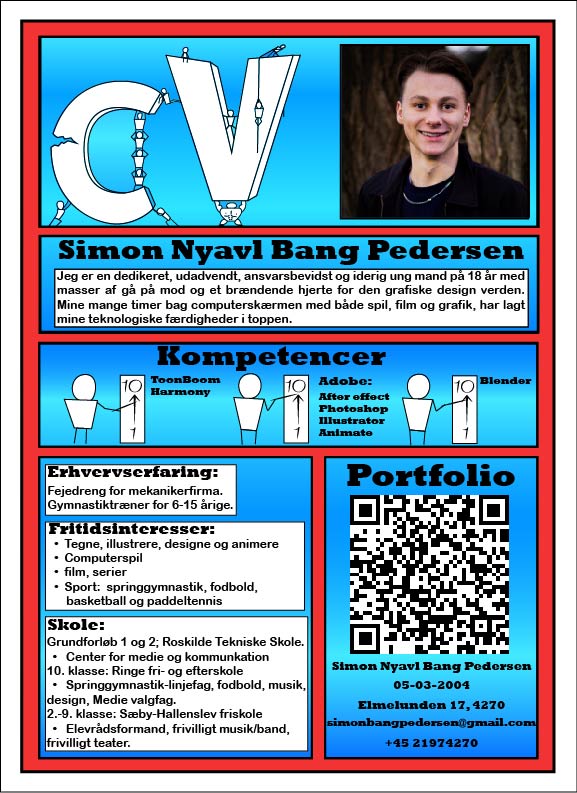 CV
Simon Nyavl Bang Pedersen
Jeg er en dedikeret, udadvendt, ansvarsbevidst og iderig ung mand på 18 år med
masser af gå på mod og et brændende hjerte for den grafiske design verden.
Mine mange timer bag computerskærmen med både spil, film og grafik, har lagt
mine teknologiske færdigheder i toppen.
Kompetencer
10
1
ToonBoom
Harmony
10
1
Adobe:
After effect
Photoshop
Illustrator
Animate
10
1
Blender
Erhvervserfaring:
Fejedreng for mekanikerfirma.
Gymnastiktræner for 6-15 årige.
Fritidsinteresser:
• Tegne, illustrere, designe og animere
• Computerspil
• film, serier
• Sport: springgymnastik, fodbold,
basketball og paddeltennis
Skole:
Grundforløb 1 og 2; Roskilde Tekniske Skole.
• Center for medie og kommunkation
10. klasse: Ringe fri- og efterskole
• Springgymnastik-linjefag, fodbold, musik,
design, Medie valgfag.
2.-9. klasse: Sæby-Hallenslev friskole
• Elevrådsformand, frivilligt musik/band,
frivilligt teater.
Portfolio
Simon Nyavl Bang Pedersen
05-03-2004
Elmelunden 17, 4270
simonbangpedersen@gmail.com
+45 21974270